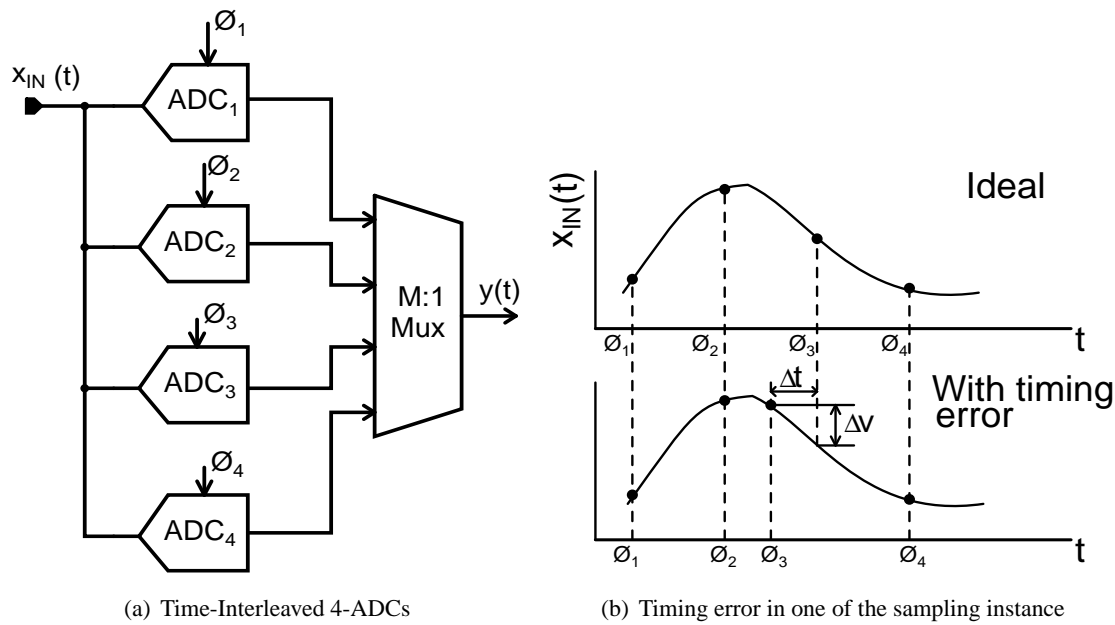 Ø1
xIN (t)
ADC1
Ø2
ADC2
Ø3
ADC3
Ø4
ADC4
M:1
Mux
y(t)
(a) Time-Interleaved 4-ADCs
xIN(t)
Ideal
Ø1 Ø2 Ø3 Ø4 t
Δt
With timing
error
ΔV
Ø1 Ø2 Ø3 Ø4 t
(b) Timing error in one of the sampling instance